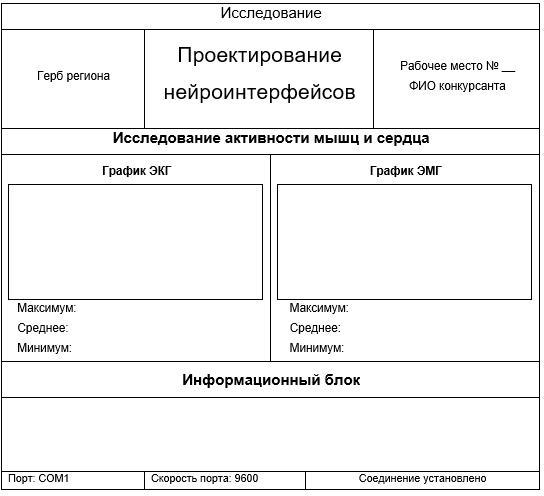 Исследование
Герб региона
Проектирование
нейроинтерфейсов
Рабочее место № __
ФИО конкурсанта
Исследование активности мышц и сердца
График ЭКГ
График ЭМГ
Максимум:
Среднее:
Минимум:
Максимум:
Среднее:
Минимум:
Информационный блок
Порт: COM1
Скорость порта: 9600
Соединение установлено